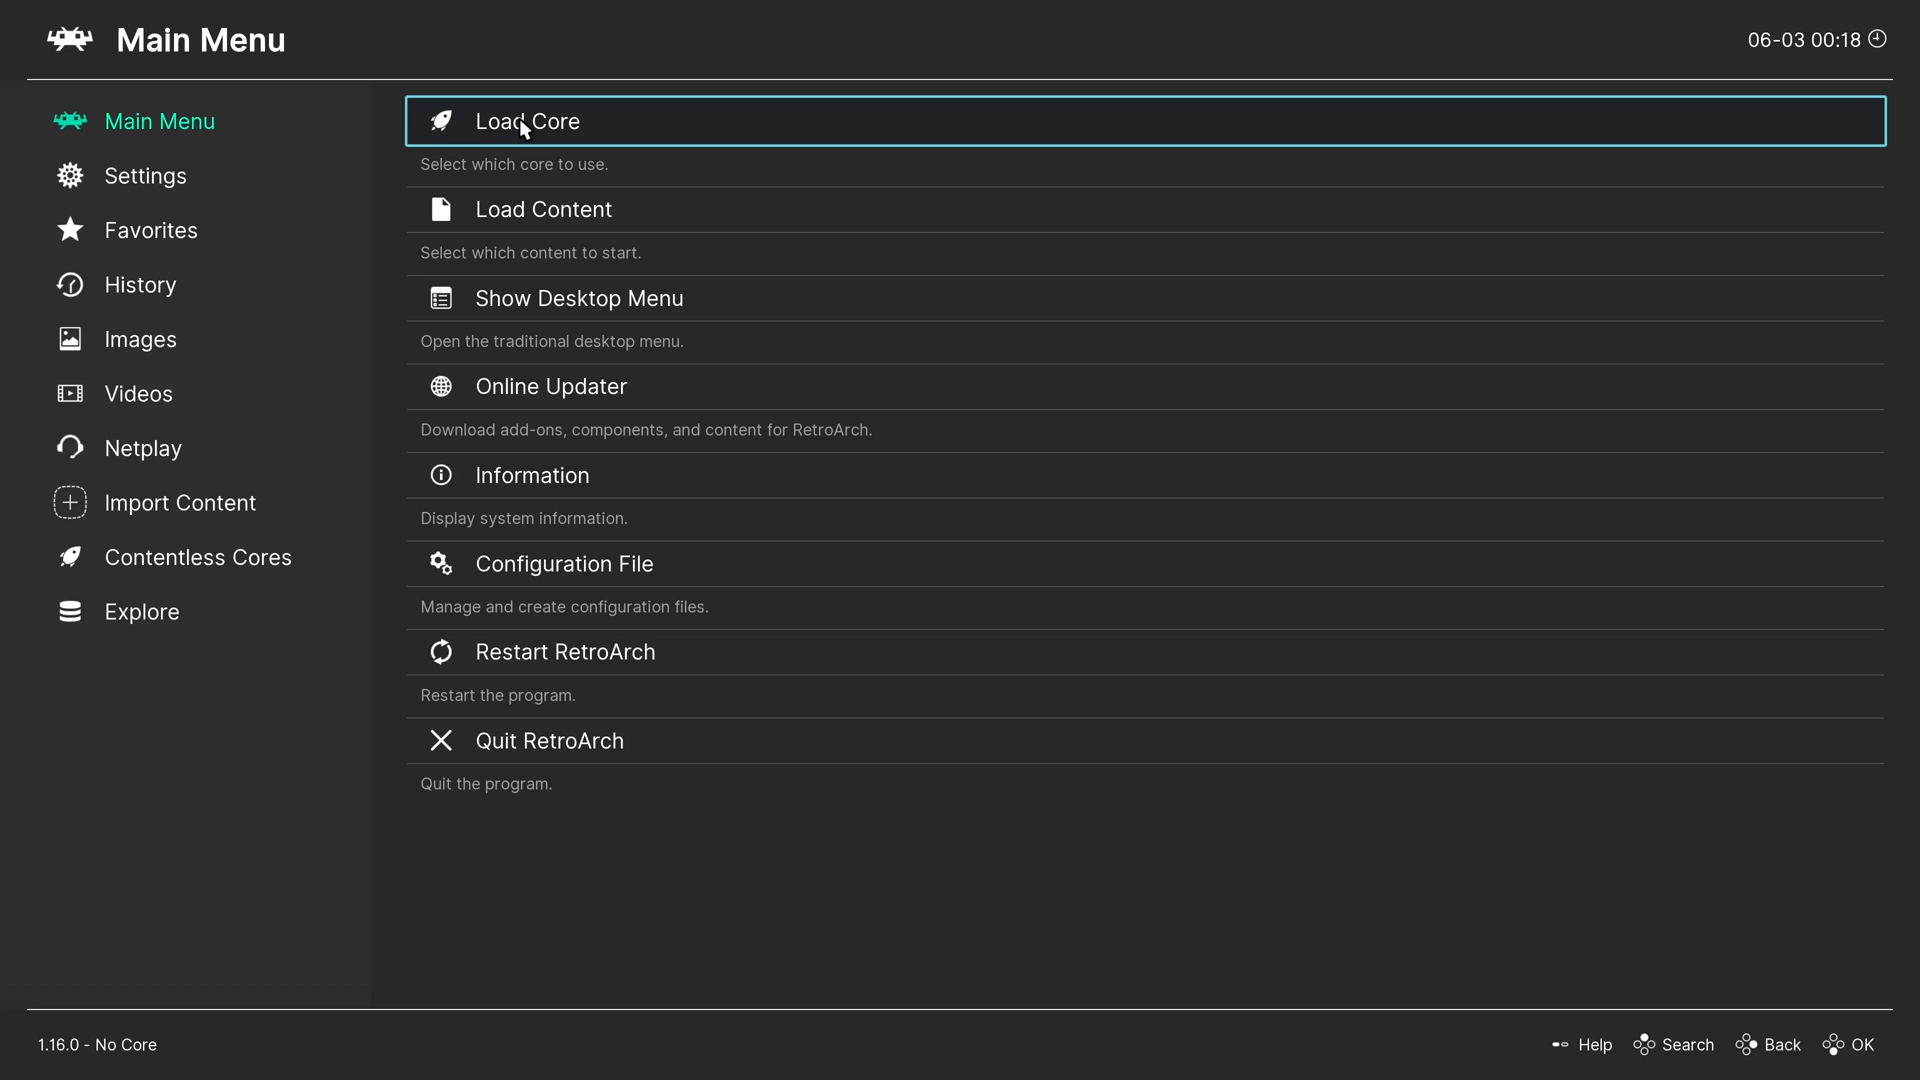 Main Menu
06-03 00:18
Main Menu
Settings
Favorites
History
Images
Videos
Netplay
Import Content
Contentless Cores
Explore
Load Core
Select which core to use.
Load Content
Select which content to start.
Show Desktop Menu
Open the traditional desktop menu.
Online Updater
Download add-ons, components, and content for RetroArch.
Information
Display system information.
Configuration File
Manage and create configuration files.
Restart RetroArch
Restart the program.
Quit RetroArch
Quit the program.
1.16.0 - No Core
Help Search Back OK